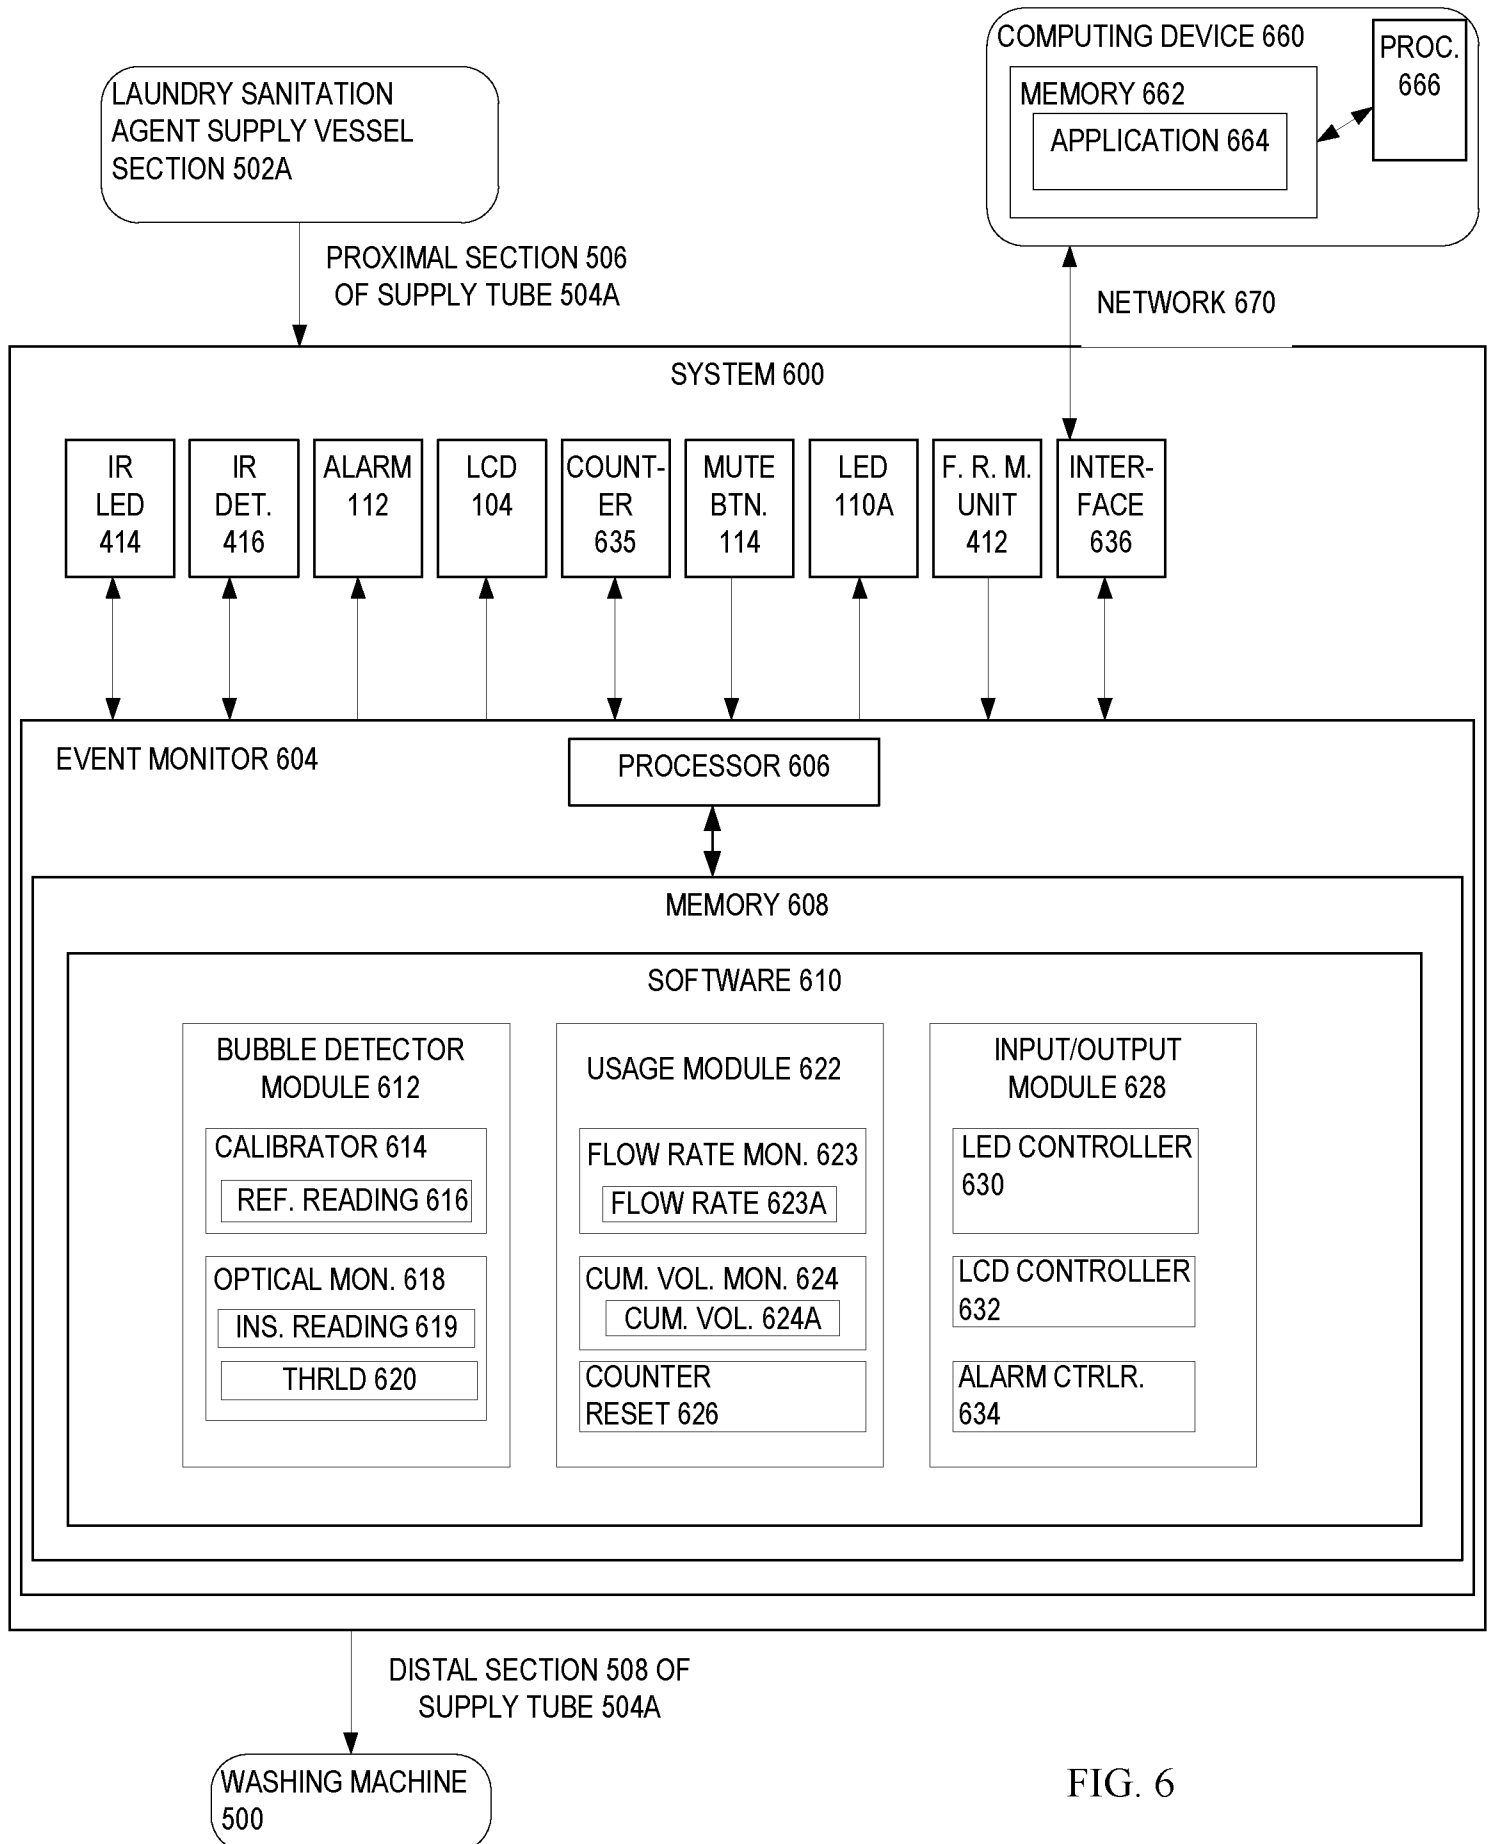 COMPUTING DEVICE 660
PROC.
666
MEMORY 662
APPLICATION 664
LAUNDRY SANITATION
AGENT SUPPLY VESSEL
SECTION 502A
PROXIMAL SECTION 506
OF SUPPLY TUBE 504A
NETWORK 670
SYSTEM 600
IR
LED
414
IR
DET.
416
ALARM
112
LCD
104
COUNT-
ER
635
MUTE
BTN.
114
LED
110A
F. R. M.
UNIT
412
INTER-
FACE
636
EVENT MONITOR 604
PROCESSOR 606
MEMORY 608
SOFTWARE 610
BUBBLE DETECTOR
MODULE 612
CALIBRATOR 614
REF. READING 616
OPTICAL MON. 618
INS. READING 619
THRLD 620
USAGE MODULE 622
FLOW RATE MON. 623
FLOW RATE 623A
CUM. VOL. MON. 624
CUM. VOL. 624A
COUNTER
RESET 626
INPUT/OUTPUT
MODULE 628
LED CONTROLLER
630
LCD CONTROLLER
632
ALARM CTRLR.
634
DISTAL SECTION 508 OF
SUPPLY TUBE 504A
WASHING MACHINE
500
FIG. 6